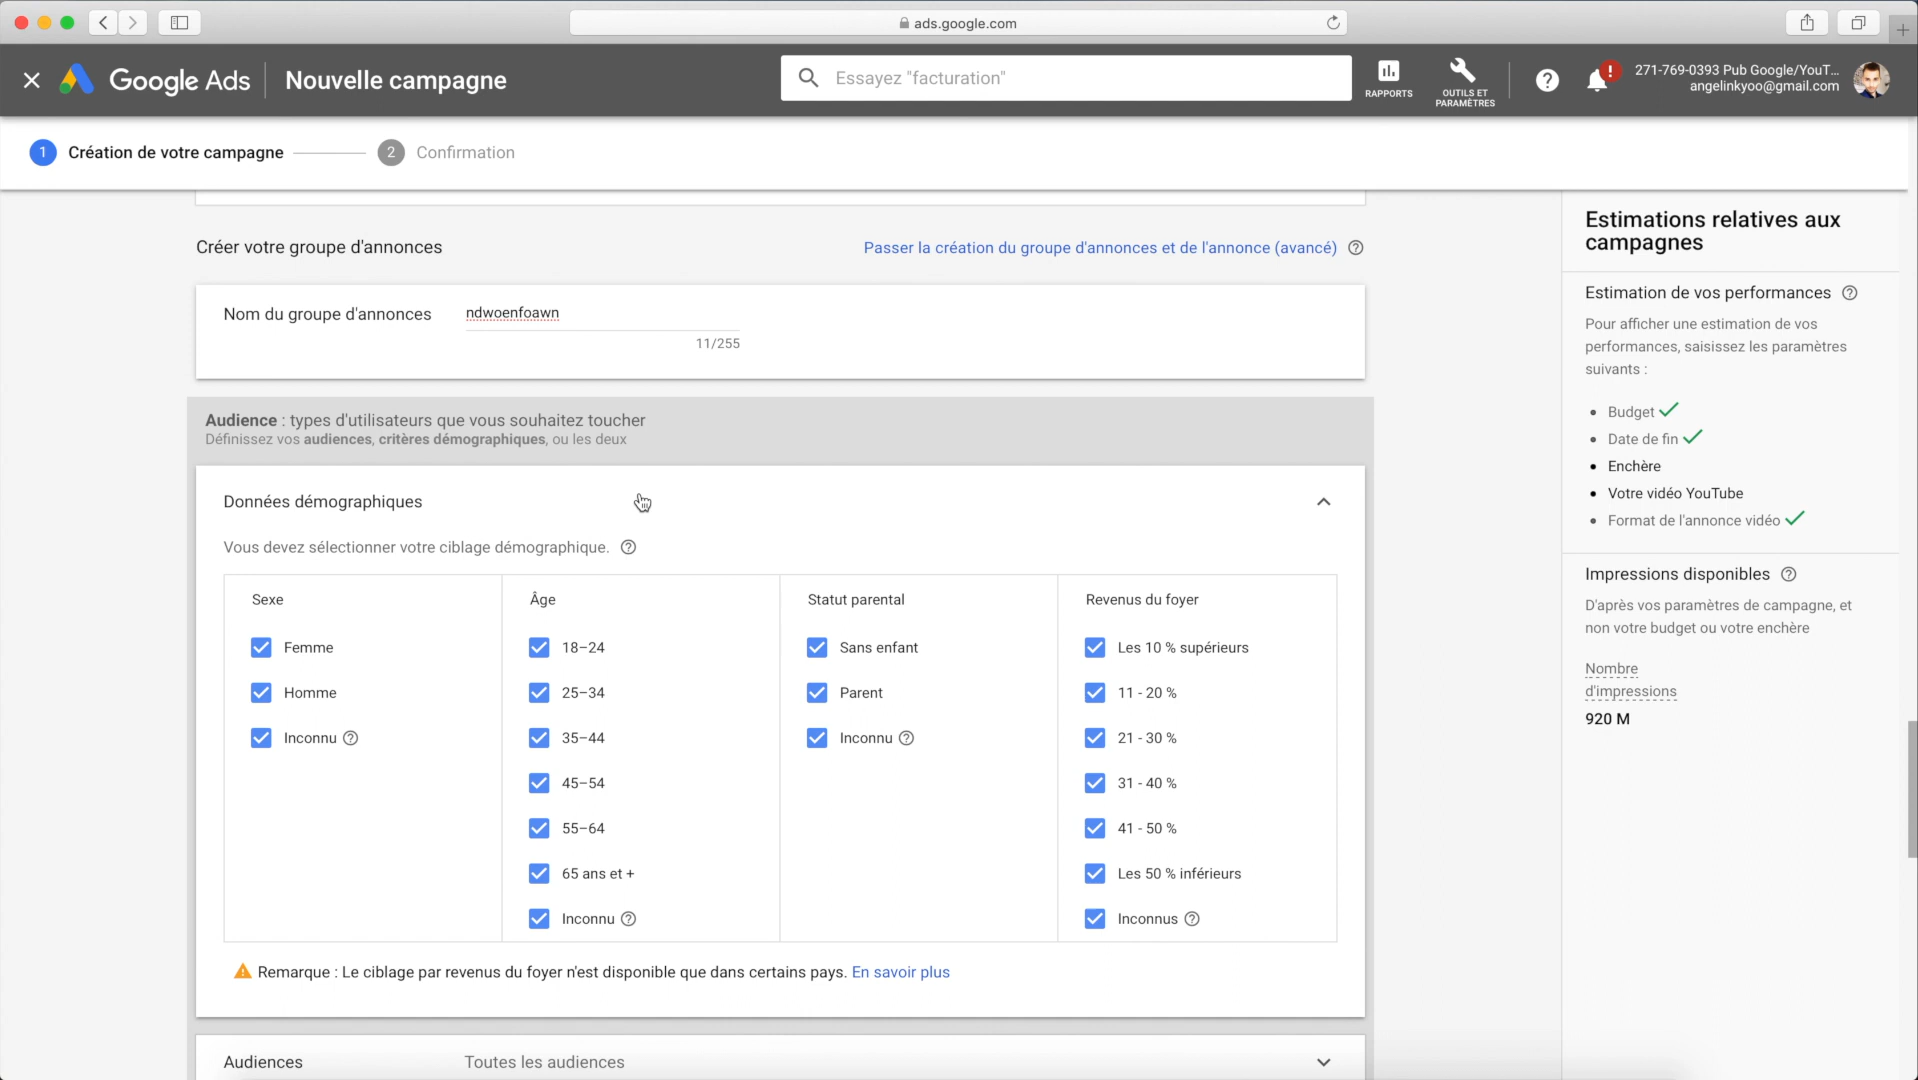 ads.google.com
Google Ads
Nouvelle campagne
Essayez "facturation"
RAPPORTS
OUTILS ET
PARAMÈTRES
271-769-0393 Pub Google/YouT...
angelinkyoo@gmail.com
1 Création de votre campagne
2 Confirmation
Créer votre groupe d'annonces
Passer la création du groupe d'annonces et de l'annonce (avancé)
Nom du groupe d'annonces
ndwoenfoawn
11/255
Audience : types d'utilisateurs que vous souhaitez toucher
Définissez vos audiences, critères démographiques, ou les deux
Données démographiques
Vous devez sélectionner votre ciblage démographique.
Sexe
Femme
Homme
Inconnu
Âge
18–24
25–34
35–44
45–54
55–64
65 ans et +
Inconnu
Statut parental
Sans enfant
Parent
Inconnu
Revenus du foyer
Les 10 % supérieurs
11 - 20 %
21 - 30 %
31 - 40 %
41 - 50 %
Les 50 % inférieurs
Inconnus
Remarque : Le ciblage par revenus du foyer n'est disponible que dans certains pays. En savoir plus
Audiences
Toutes les audiences
Estimations relatives aux
campagnes
Estimation de vos performances
Pour afficher une estimation de vos
performances, saisissez les paramètres
suivants :
Budget
Date de fin
Enchère
Votre vidéo YouTube
Format de l'annonce vidéo
Impressions disponibles
D'après vos paramètres de campagne, et
non votre budget ou votre enchère
Nombre
d'impressions
920 M